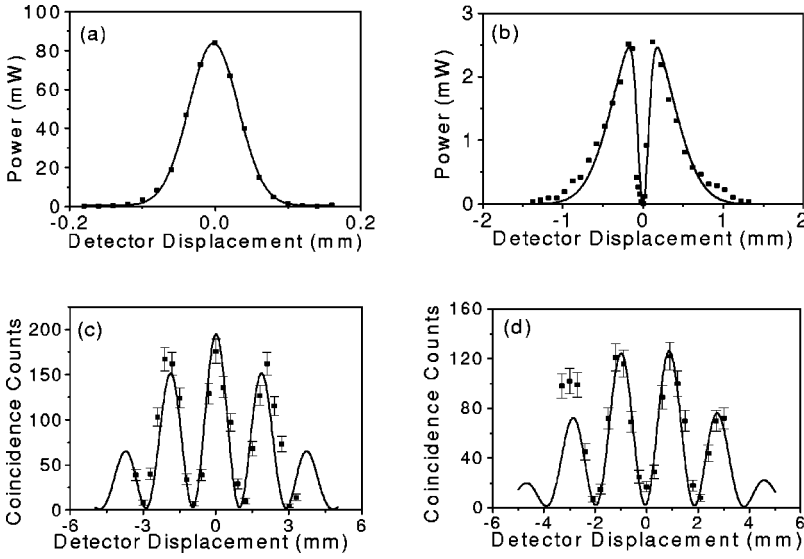 (a)
Power (mW)
100
80
60
40
20
0
-0.2 0.0 0.2
Detector Displacement (mm)
(b)
Power (mW)
3
2
1
0
-2 -1 0 1 2
Detector Displacement (mm)
(c)
Coincidence Counts
200
150
100
50
0
-6 -3 0 3 6
Detector Displacement (mm)
(d)
Coincidence Counts
160
120
80
40
0
-6 -4 -2 0 2 4 6
Detector Displacement (mm)